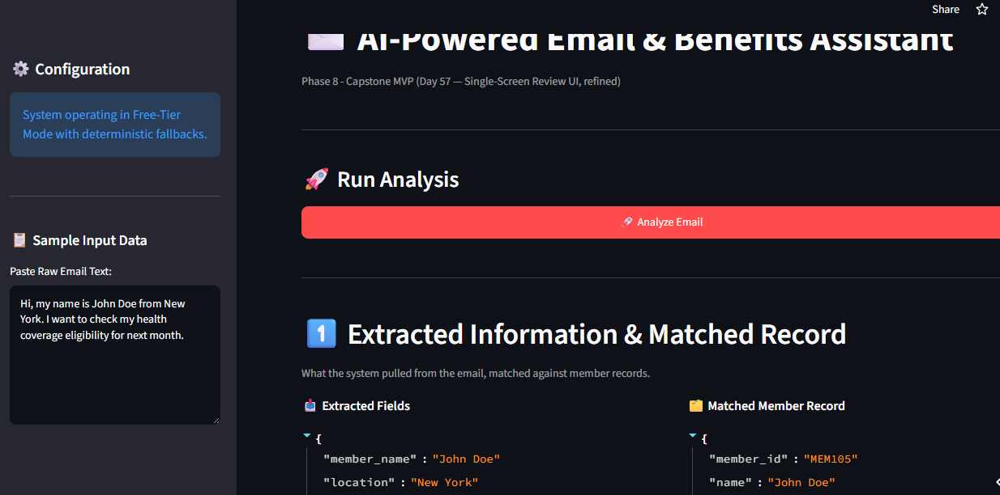 Share
⚙️ Configuration
System operating in Free-Tier
Mode with deterministic fallbacks.
📋 Sample Input Data
Paste Raw Email Text:
Hi, my name is John Doe from New
York. I want to check my health
coverage eligibility for next month.
AI-Powered Email & Benefits Assistant
Phase 8 - Capstone MVP (Day 57 — Single-Screen Review UI, refined)
🚀 Run Analysis
🚀 Analyze Email
1️⃣ Extracted Information & Matched Record
What the system pulled from the email, matched against member records.
📥 Extracted Fields
{
"member_name" : "John Doe"
"location" : "New York"
🗂️ Matched Member Record
{
"member_id" : "MEM105"
"name" : "John Doe"